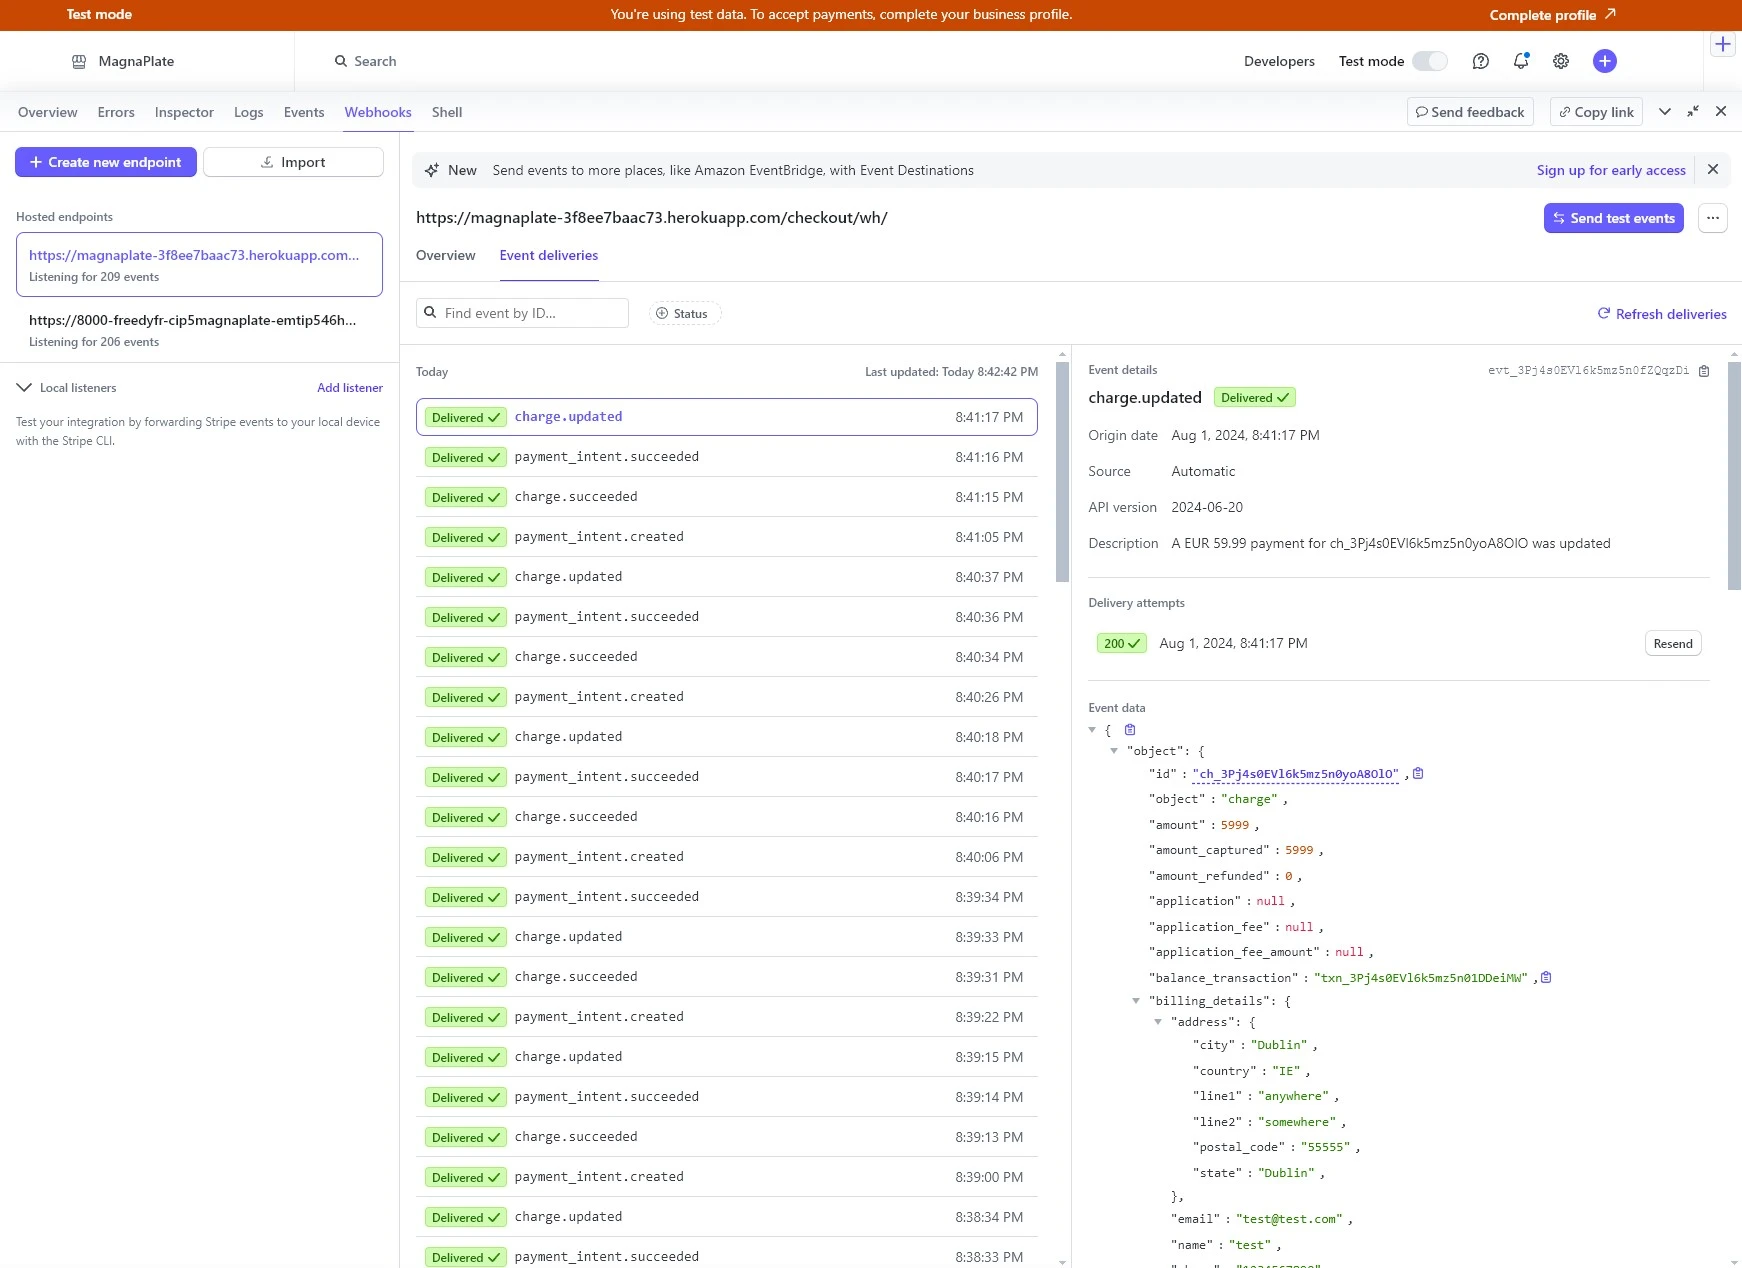 Test mode
You're using test data. To accept payments, complete your business profile.
Complete profile
MagnaPlate
Search
Developers
Test mode
Overview Errors Inspector Logs Events Webhooks Shell
Send feedback
Copy link
Create new endpoint
Import
Hosted endpoints
https://magnaplate-3f8ee7baac73.herokuapp.com...
Listening for 209 events
https://8000-freedyfr-cip5magnaplate-emtip546h...
Listening for 206 events
Local listeners
Add listener
Test your integration by forwarding Stripe events to your local device
with the Stripe CLI.
New Send events to more places, like Amazon EventBridge, with Event Destinations
Sign up for early access
https://magnaplate-3f8ee7baac73.herokuapp.com/checkout/wh/
Send test events
Overview Event deliveries
Find event by ID...
Status
Refresh deliveries
Today
Last updated: Today 8:42:42 PM
Delivered charge.updated 8:41:17 PM
Delivered payment_intent.succeeded 8:41:16 PM
Delivered charge.succeeded 8:41:15 PM
Delivered payment_intent.created 8:41:05 PM
Delivered charge.updated 8:40:37 PM
Delivered payment_intent.succeeded 8:40:36 PM
Delivered charge.succeeded 8:40:34 PM
Delivered payment_intent.created 8:40:26 PM
Delivered charge.updated 8:40:18 PM
Delivered payment_intent.succeeded 8:40:17 PM
Delivered charge.succeeded 8:40:16 PM
Delivered payment_intent.created 8:40:06 PM
Delivered payment_intent.succeeded 8:39:34 PM
Delivered charge.updated 8:39:33 PM
Delivered charge.succeeded 8:39:31 PM
Delivered payment_intent.created 8:39:22 PM
Delivered charge.updated 8:39:15 PM
Delivered payment_intent.succeeded 8:39:14 PM
Delivered charge.succeeded 8:39:13 PM
Delivered payment_intent.created 8:39:00 PM
Delivered charge.updated 8:38:34 PM
Delivered payment_intent.succeeded 8:38:33 PM
Event details
evt_3Pj4s0EVl6k5mz5n0fZQqzDi
charge.updated Delivered
Origin date Aug 1, 2024, 8:41:17 PM
Source Automatic
API version 2024-06-20
Description A EUR 59.99 payment for ch_3Pj4s0EVl6k5mz5n0yoA8OlO was updated
Delivery attempts
200 Aug 1, 2024, 8:41:17 PM
Resend
Event data
{
"object": {
"id" : "ch_3Pj4s0EVl6k5mz5n0yoA8OlO" ,
"object" : "charge" ,
"amount" : 5999 ,
"amount_captured" : 5999 ,
"amount_refunded" : 0 ,
"application" : null ,
"application_fee" : null ,
"application_fee_amount" : null ,
"balance_transaction" : "txn_3Pj4s0EVl6k5mz5n01DDeiMW" ,
"billing_details": {
"address": {
"city" : "Dublin" ,
"country" : "IE" ,
"line1" : "anywhere" ,
"line2" : "somewhere" ,
"postal_code" : "55555" ,
"state" : "Dublin" ,
},
"email" : "test@test.com" ,
"name" : "test" ,